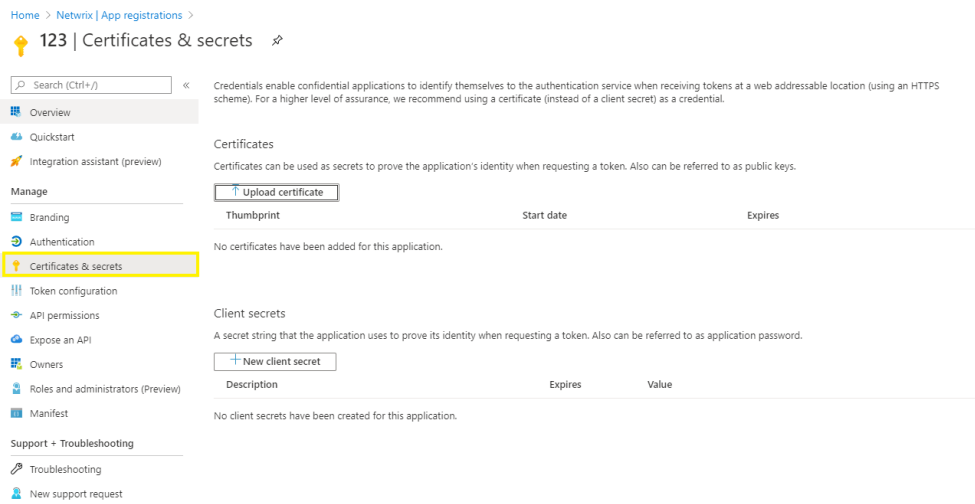 Home > Netwrix | App registrations >
123 | Certificates & secrets
Search (Ctrl+/)
«
Overview
Quickstart
Integration assistant (preview)
Manage
Branding
Authentication
Certificates & secrets
Token configuration
API permissions
Expose an API
Owners
Roles and administrators (Preview)
Manifest
Support + Troubleshooting
Troubleshooting
New support request
Credentials enable confidential applications to identify themselves to the authentication service when receiving tokens at a web addressable location (using an HTTPS
scheme). For a higher level of assurance, we recommend using a certificate (instead of a client secret) as a credential.
Certificates
Certificates can be used as secrets to prove the application's identity when requesting a token. Also can be referred to as public keys.
Upload certificate
Thumbprint Start date Expires
No certificates have been added for this application.
Client secrets
A secret string that the application uses to prove its identity when requesting a token. Also can be referred to as application password.
New client secret
Description Expires Value
No client secrets have been created for this application.